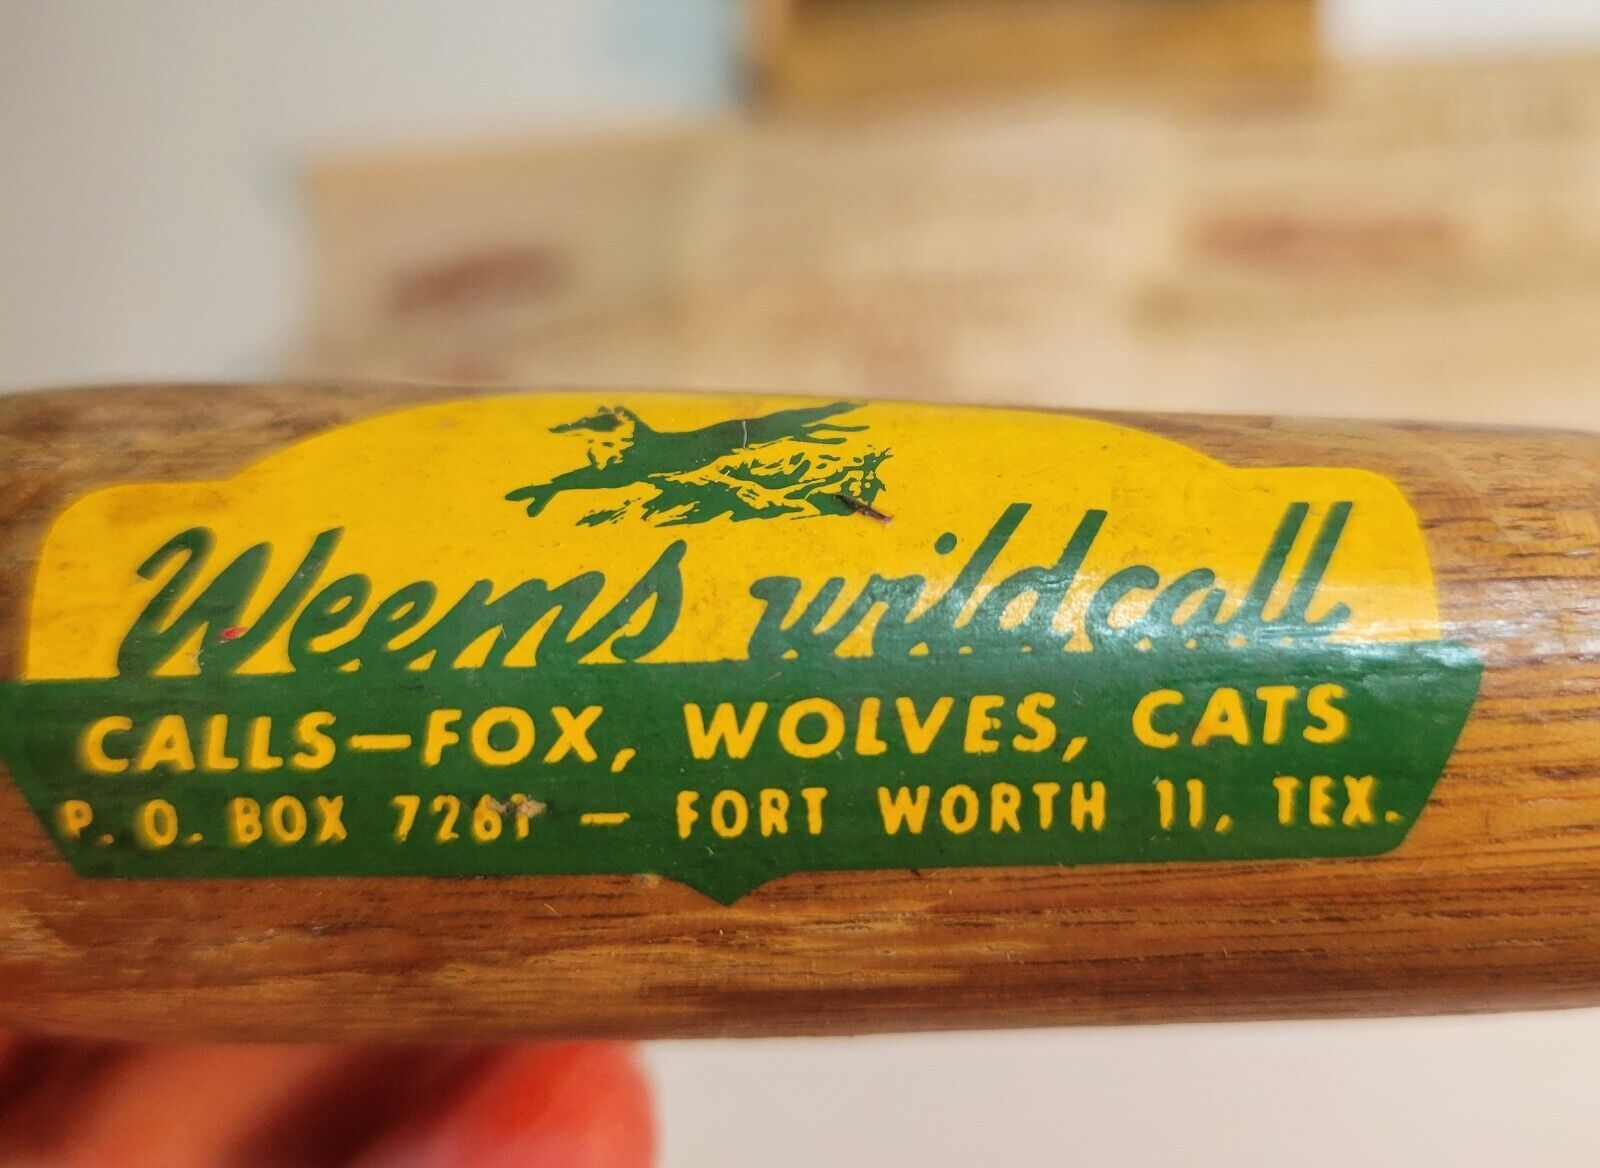 Weems wildcall
CALLS—FOX, WOLVES, CATS
P. O. BOX 7261 — FORT WORTH 11, TEX.